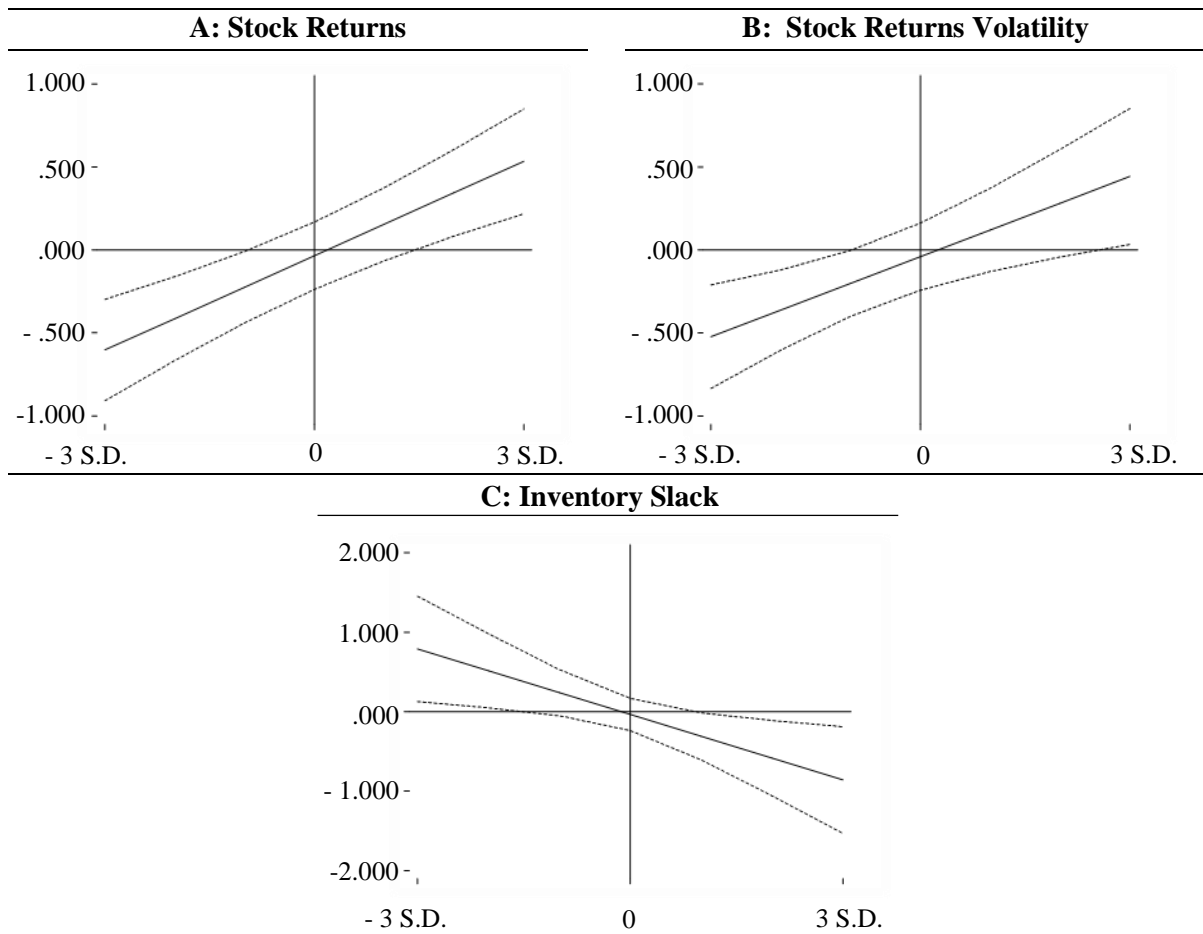 A: Stock Returns
B: Stock Returns Volatility
1.000
.500
.000
- .500
-1.000
- 3 S.D.
0
3 S.D.
1.000
.500
.000
- .500
-1.000
- 3 S.D.
0
3 S.D.
C: Inventory Slack
2.000
1.000
.000
- 1.000
-2.000
- 3 S.D.
0
3 S.D.